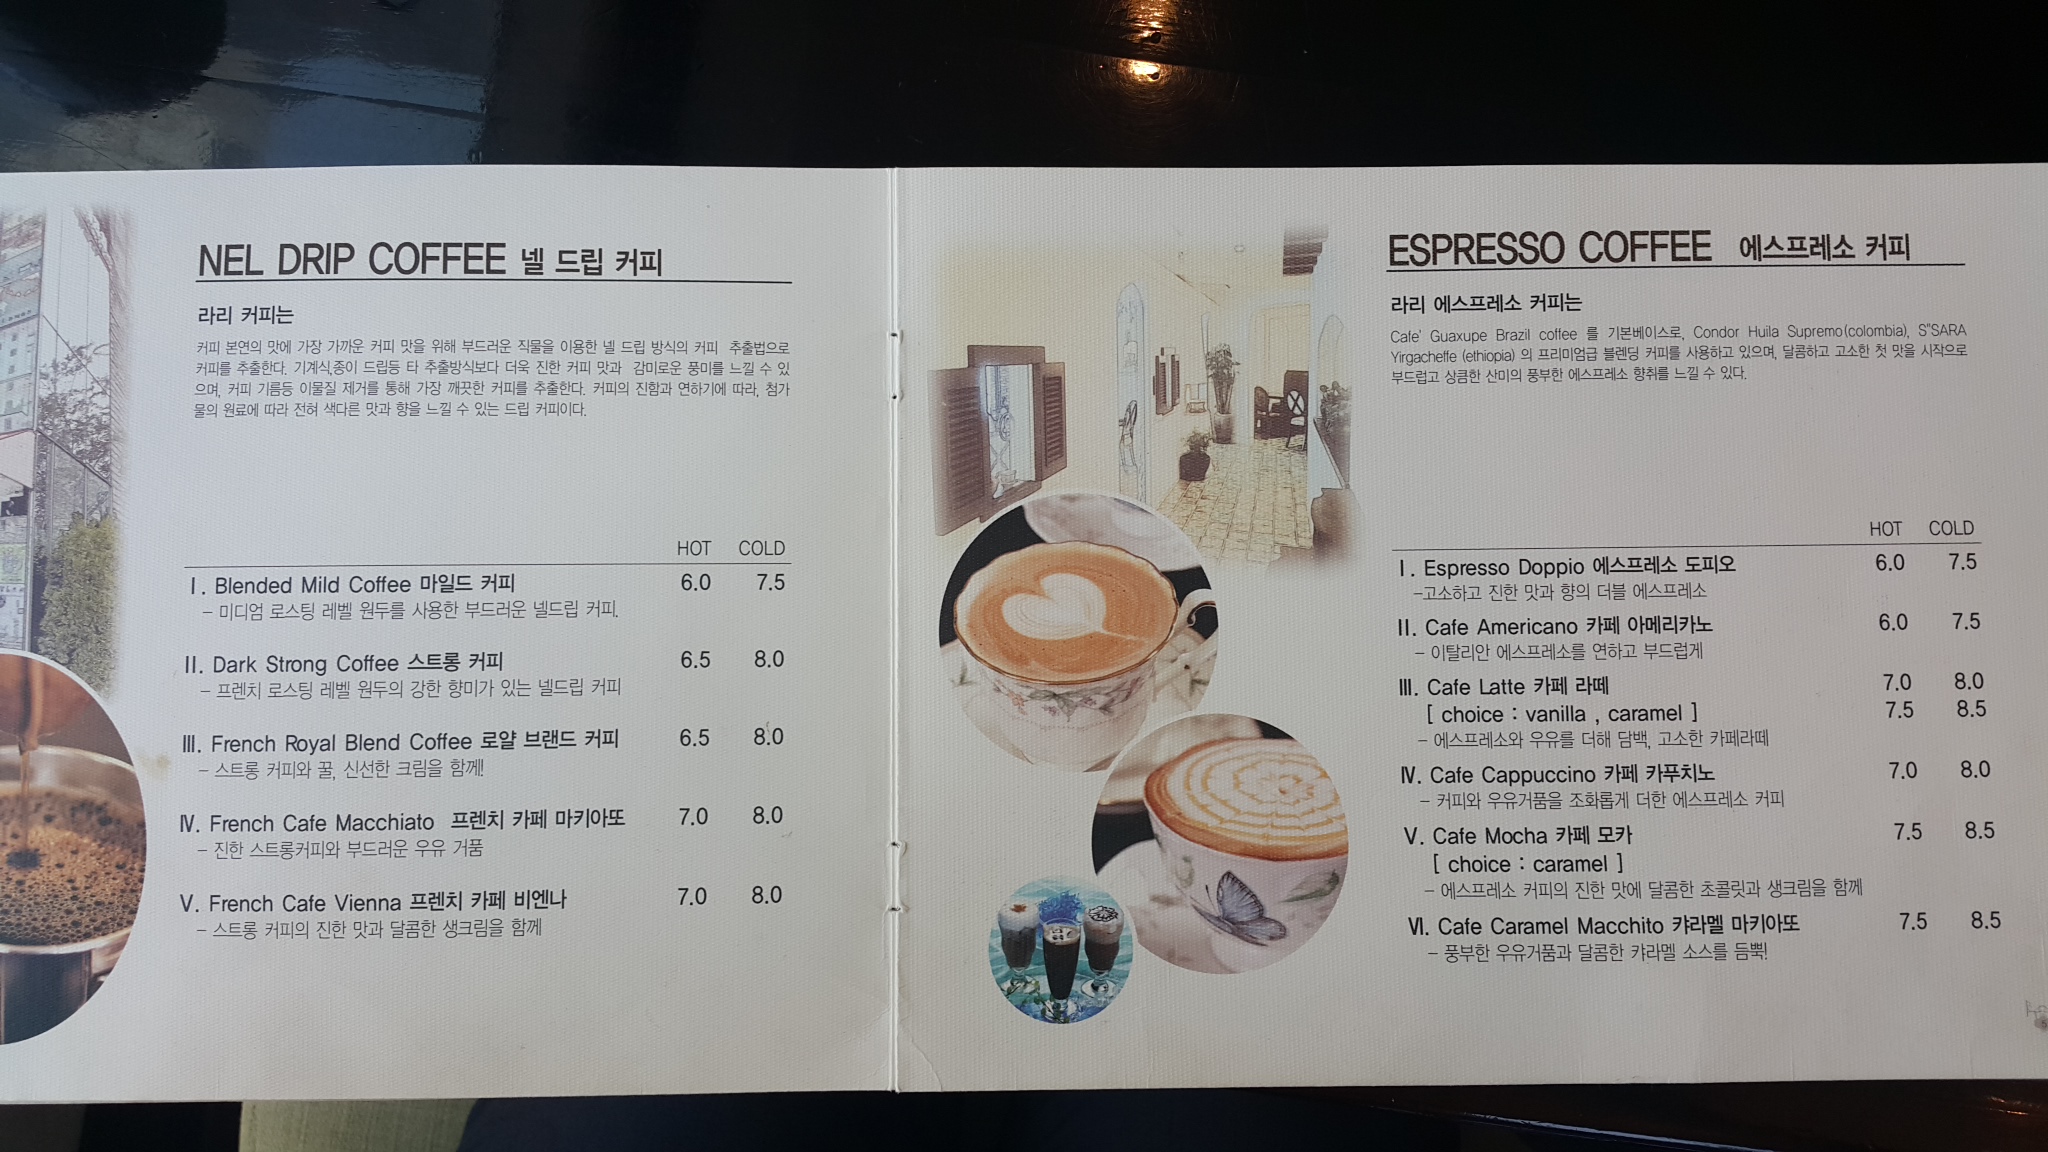 NEL DRIP COFFEE 넬 드립 커피
라리 커피는
커피 본연의 맛에 가장 가까운 커피 맛을 위해 부드러운 직물을 이용한 넬 드립 방식의 커피 추출법으로
커피를 추출한다. 기계식,종이 드립등 타 추출방식보다 더욱 진한 커피 맛과 감미로운 풍미를 느낄 수 있
으며, 커피 기름등 이물질 제거를 통해 가장 깨끗한 커피를 추출한다. 커피의 진함과 연하기에 따라, 첨가
물의 원료에 따라 전혀 색다른 맛과 향을 느낄 수 있는 드립 커피이다.
HOT COLD
Ⅰ. Blended Mild Coffee 마일드 커피 6.0 7.5
- 미디엄 로스팅 레벨 원두를 사용한 부드러운 넬드립 커피.
Ⅱ. Dark Strong Coffee 스트롱 커피 6.5 8.0
- 프렌치 로스팅 레벨 원두의 강한 향미가 있는 넬드립 커피
Ⅲ. French Royal Blend Coffee 로얄 브랜드 커피 6.5 8.0
- 스트롱 커피와 꿀, 신선한 크림을 함께!
Ⅳ. French Cafe Macchiato 프렌치 카페 마키아또 7.0 8.0
- 진한 스트롱커피와 부드러운 우유 거품
Ⅴ. French Cafe Vienna 프렌치 카페 비엔나 7.0 8.0
- 스트롱 커피의 진한 맛과 달콤한 생크림을 함께
ESPRESSO COFFEE 에스프레소 커피
라리 에스프레소 커피는
Cafe' Guaxupe Brazil coffee 를 기본베이스로, Condor Huila Supremo(colombia), S"SARA
Yirgacheffe (ethiopia) 의 프리미엄급 블렌딩 커피를 사용하고 있으며, 달콤하고 고소한 첫 맛을 시작으로
부드럽고 상큼한 산미의 풍부한 에스프레소 향취를 느낄 수 있다.
HOT COLD
Ⅰ. Espresso Doppio 에스프레소 도피오 6.0 7.5
-고소하고 진한 맛과 향의 더블 에스프레소
Ⅱ. Cafe Americano 카페 아메리카노 6.0 7.5
- 이탈리안 에스프레소를 연하고 부드럽게
Ⅲ. Cafe Latte 카페 라떼 7.0 8.0
[ choice : vanilla , caramel ] 7.5 8.5
- 에스프레소와 우유를 더해 담백, 고소한 카페라떼
Ⅳ. Cafe Cappuccino 카페 카푸치노 7.0 8.0
- 커피와 우유거품을 조화롭게 더한 에스프레소 커피
Ⅴ. Cafe Mocha 카페 모카 7.5 8.5
[ choice : caramel ]
- 에스프레소 커피의 진한 맛에 달콤한 초콜릿과 생크림을 함께
Ⅵ. Cafe Caramel Macchito 캬라멜 마키아또 7.5 8.5
- 풍부한 우유거품과 달콤한 캬라멜 소스를 듬뿍!